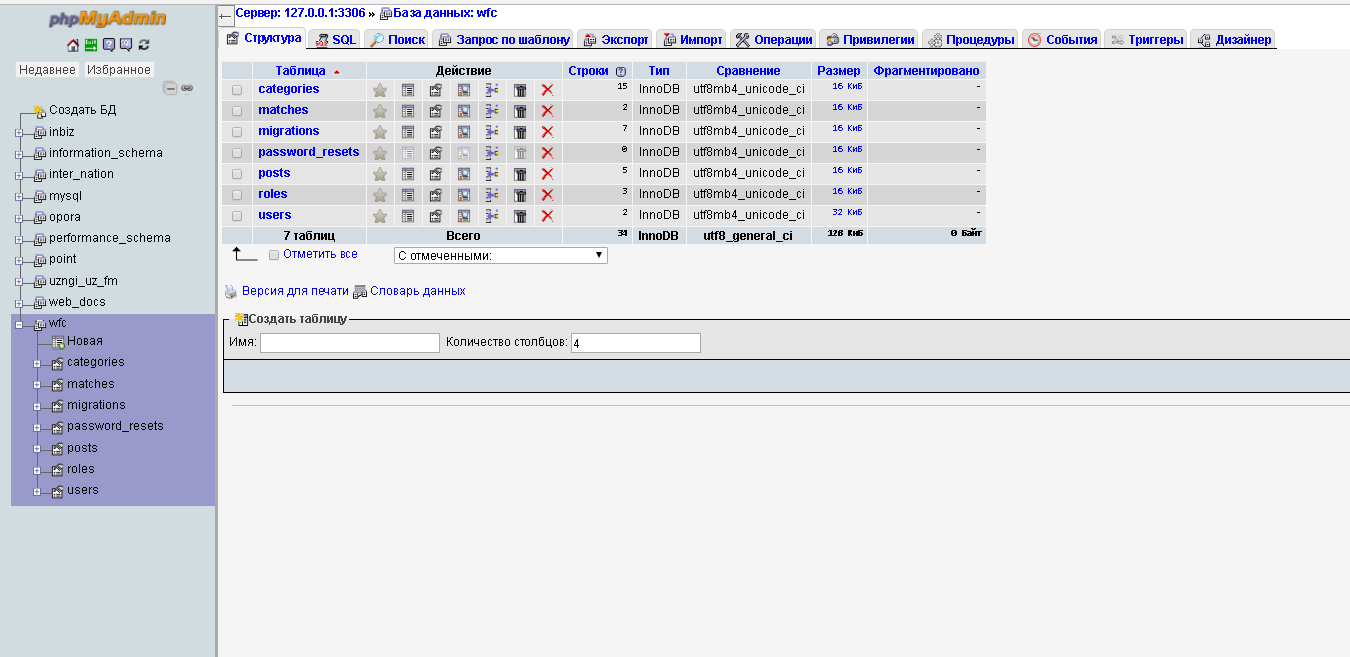 phpMyAdmin
Недавнее Избранное
Создать БД
inbiz
information_schema
inter_nation
mysql
opora
performance_schema
point
uzngi_uz_fm
web_docs
wfc
Новая
categories
matches
migrations
password_resets
posts
roles
users
Сервер: 127.0.0.1:3306 » База данных: wfc
Структура SQL Поиск Запрос по шаблону Экспорт Импорт Операции Привилегии Процедуры События Триггеры Дизайнер
Таблица Действие Строки Тип Сравнение Размер Фрагментировано
categories 15 InnoDB utf8mb4_unicode_ci 16 КиБ -
matches 2 InnoDB utf8mb4_unicode_ci 16 КиБ -
migrations 7 InnoDB utf8mb4_unicode_ci 16 КиБ -
password_resets 0 InnoDB utf8mb4_unicode_ci 16 КиБ -
posts 5 InnoDB utf8mb4_unicode_ci 16 КиБ -
roles 3 InnoDB utf8mb4_unicode_ci 16 КиБ -
users 2 InnoDB utf8mb4_unicode_ci 32 КиБ -
7 таблиц Всего 34 InnoDB utf8_general_ci 128 КиБ 0 Байт
Отметить все С отмеченными:
Версия для печати Словарь данных
Создать таблицу
Имя: Количество столбцов: 4